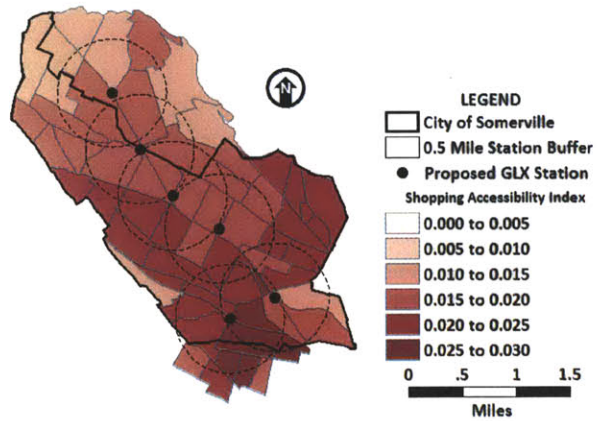 N
LEGEND
City of Somerville
0.5 Mile Station Buffer
Proposed GLX Station
Shopping Accessibility Index
0.000 to 0.005
0.005 to 0.010
0.010 to 0.015
0.015 to 0.020
0.020 to 0.025
0.025 to 0.030
0 .5 1 1.5
Miles